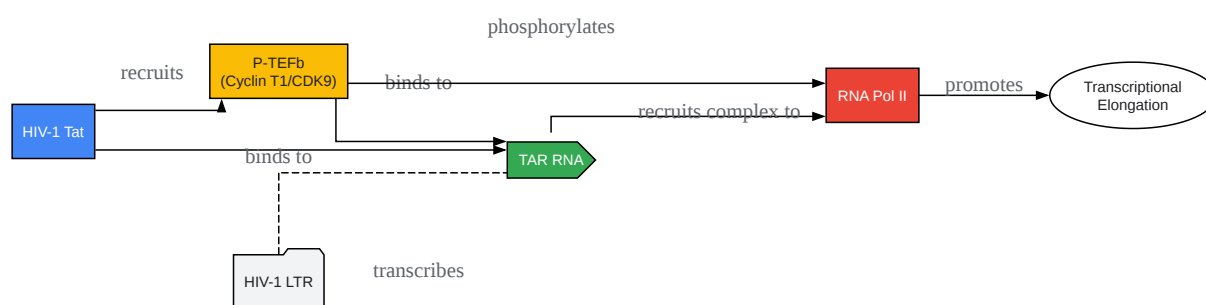 phosphorylates
P-TEFb
(Cyclin T1/CDK9)
recruits
binds to
RNA Pol II
promotes
Transcriptional
Elongation
HIV-1 Tat
recruits complex to
binds to
TAR RNA
HIV-1 LTR
transcribes